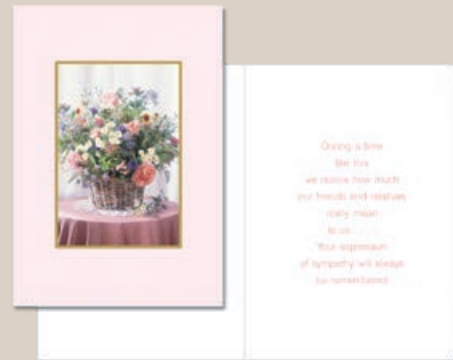 During a time
like this
we realize how much
our friends and relatives
really mean
to us . . .
Your expression
of sympathy will always
be remembered